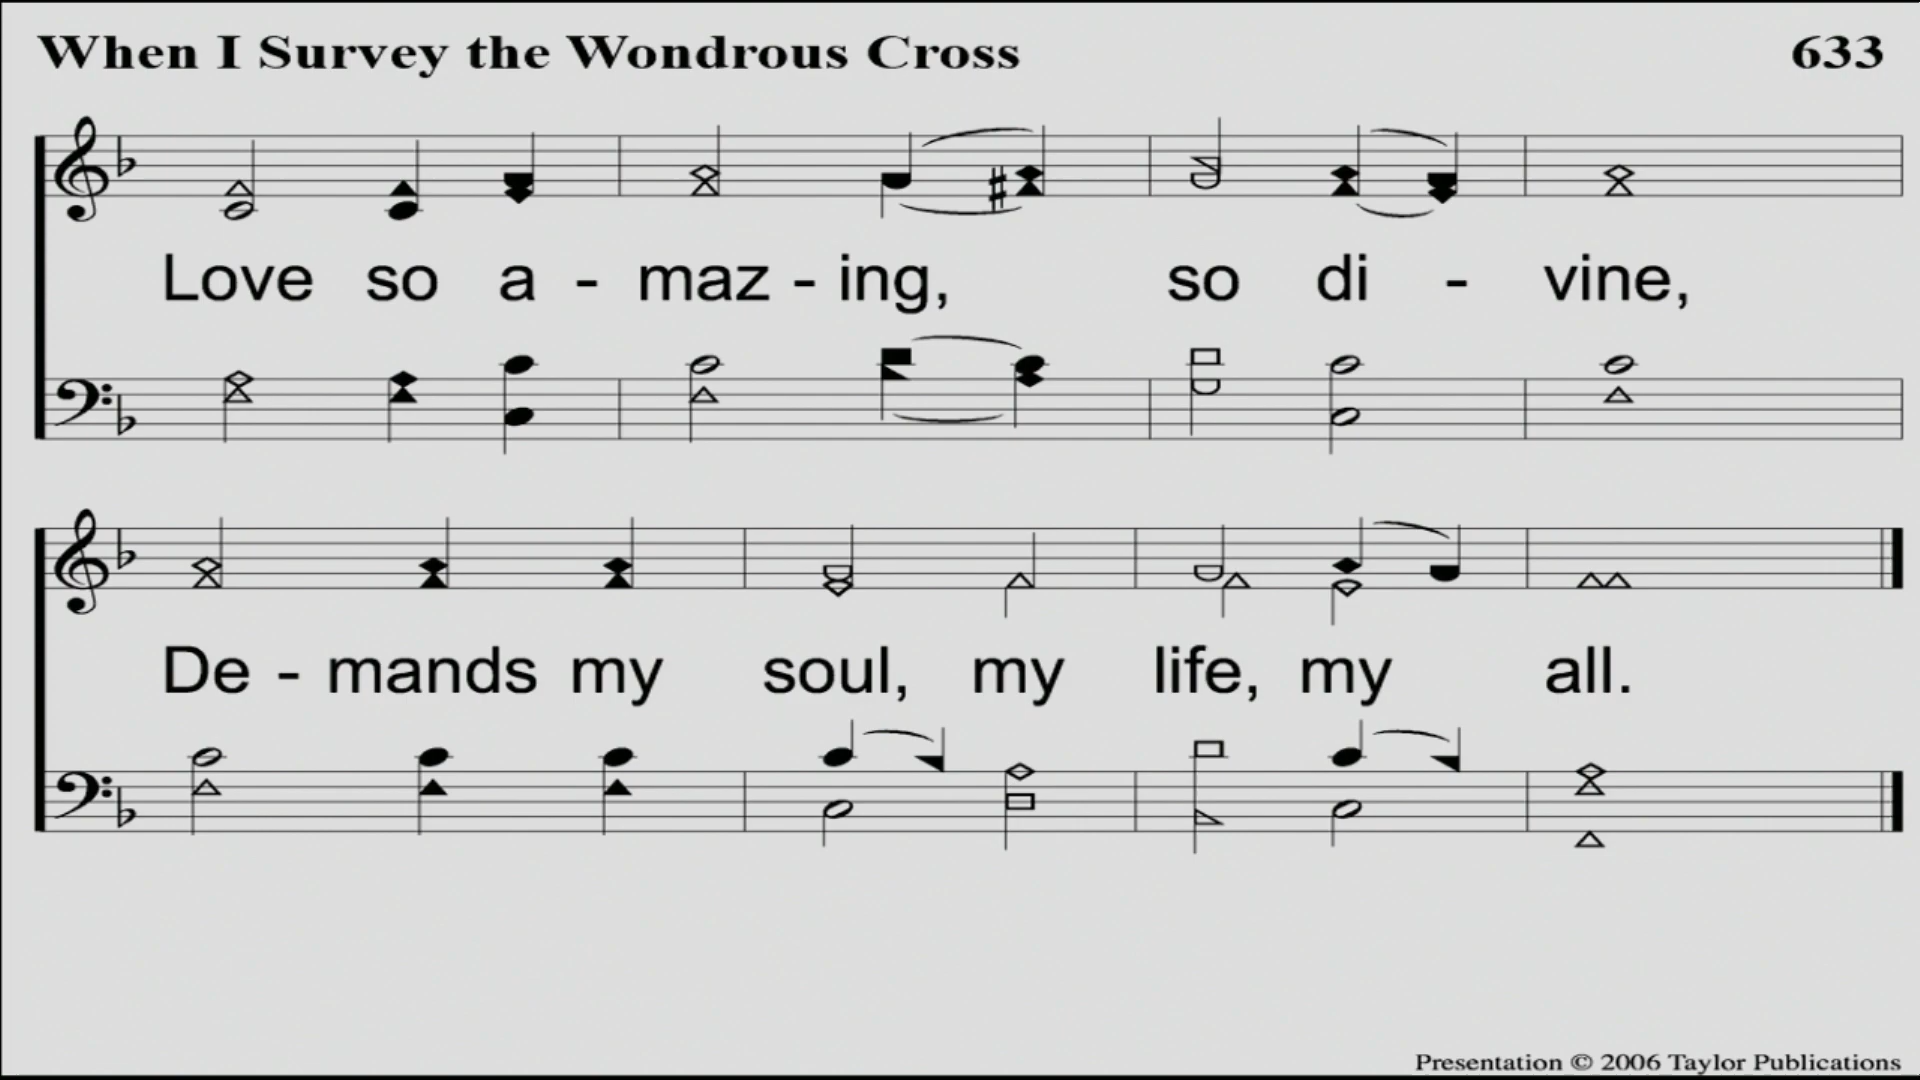 When I Survey the Wondrous Cross 633
Love so a - maz - ing, so di - vine,
De - mands my soul, my life, my all.
Presentation © 2006 Taylor Publications